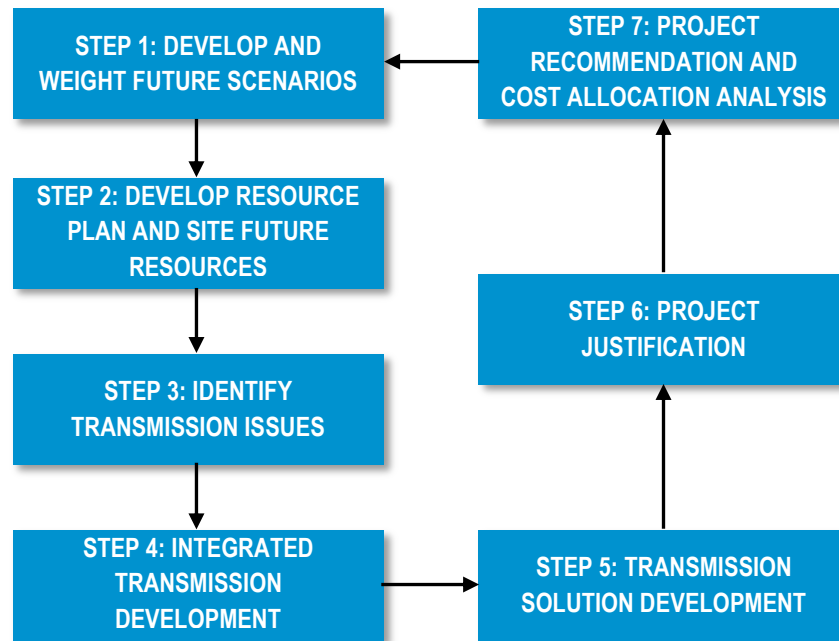 STEP 1: DEVELOP AND
WEIGHT FUTURE SCENARIOS
STEP 2: DEVELOP RESOURCE
PLAN AND SITE FUTURE
RESOURCES
STEP 3: IDENTIFY
TRANSMISSION ISSUES
STEP 4: INTEGRATED
TRANSMISSION
DEVELOPMENT
STEP 5: TRANSMISSION
SOLUTION DEVELOPMENT
STEP 6: PROJECT
JUSTIFICATION
STEP 7: PROJECT
RECOMMENDATION AND
COST ALLOCATION ANALYSIS